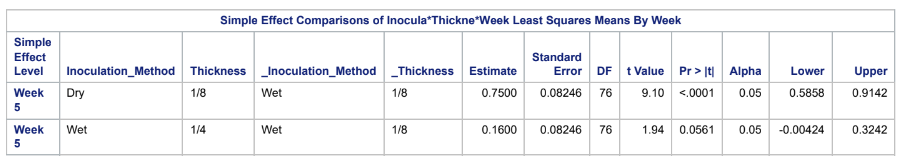 Simple Effect Comparisons of Inocula*Thickne*Week Least Squares Means By Week
Simple Effect Level Inoculation_Method Thickness _Inoculation_Method _Thickness Estimate Standard Error DF t Value Pr > |t| Alpha Lower Upper
Week 5 Dry 1/8 Wet 1/8 0.7500 0.08246 76 9.10 <.0001 0.05 0.5858 0.9142
Week 5 Wet 1/4 Wet 1/8 0.1600 0.08246 76 1.94 0.0561 0.05 -0.00424 0.3242